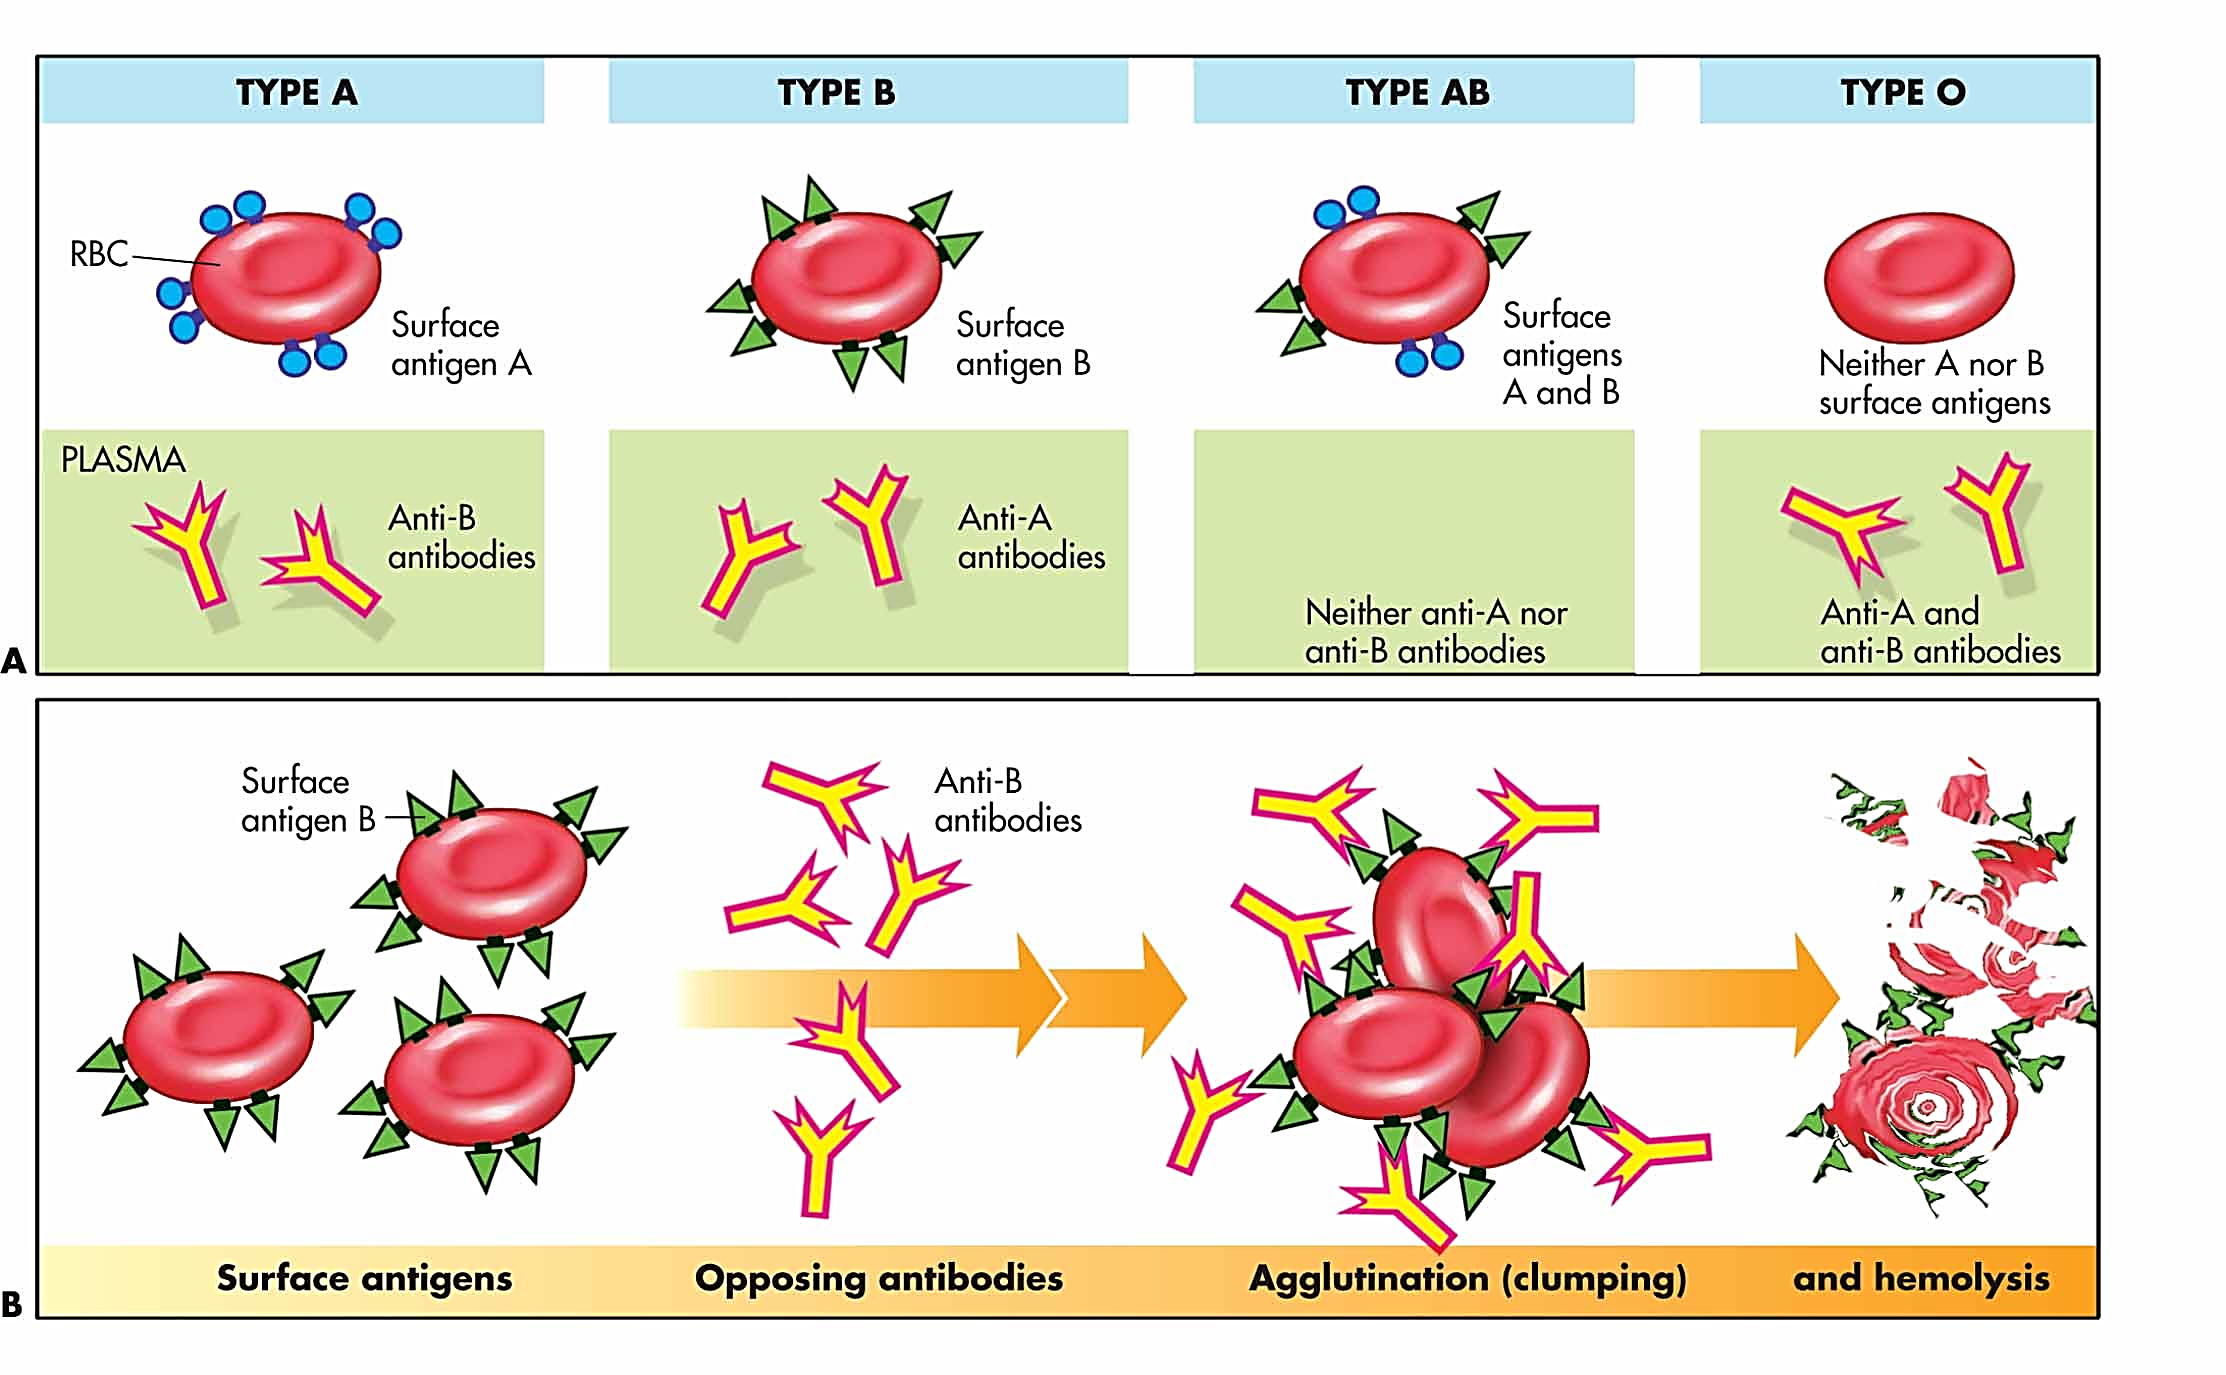 TYPE A
TYPE B
TYPE AB
TYPE O
RBC
Surface
antigen A
Surface
antigen B
Surface
antigens
A and B
Neither A nor B
surface antigens
PLASMA
Anti-B
antibodies
Anti-A
antibodies
Neither anti-A nor
anti-B antibodies
Anti-A and
anti-B antibodies
A
Surface
antigen B
Anti-B
antibodies
Surface antigens
Opposing antibodies
Agglutination (clumping)
and hemolysis
B